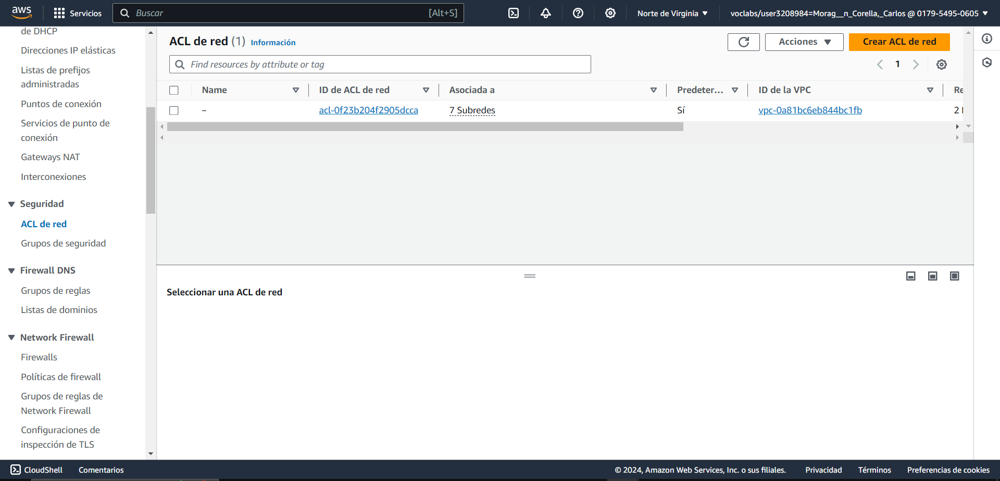 aws
Servicios
Buscar
[Alt+S]
Norte de Virginia
voclabs/user3208984=Morag__n_Corella,_Carlos @ 0179-5495-0605
de DHCP
Direcciones IP elásticas
Listas de prefijos
administradas
Puntos de conexión
Servicios de punto de
conexión
Gateways NAT
Interconexiones
Seguridad
ACL de red
Grupos de seguridad
Firewall DNS
Grupos de reglas
Listas de dominios
Network Firewall
Firewalls
Políticas de firewall
Grupos de reglas de
Network Firewall
Configuraciones de
inspección de TLS
ACL de red (1) Información
Acciones
Crear ACL de red
Find resources by attribute or tag
1
Name
ID de ACL de red
Asociada a
Predeter...
ID de la VPC
Re
–
acl-0f23b204f2905dcca
7 Subredes
Sí
vpc-0a81bc6eb844bc1fb
2
Seleccionar una ACL de red
CloudShell
Comentarios
© 2024, Amazon Web Services, Inc. o sus filiales.
Privacidad
Términos
Preferencias de cookies